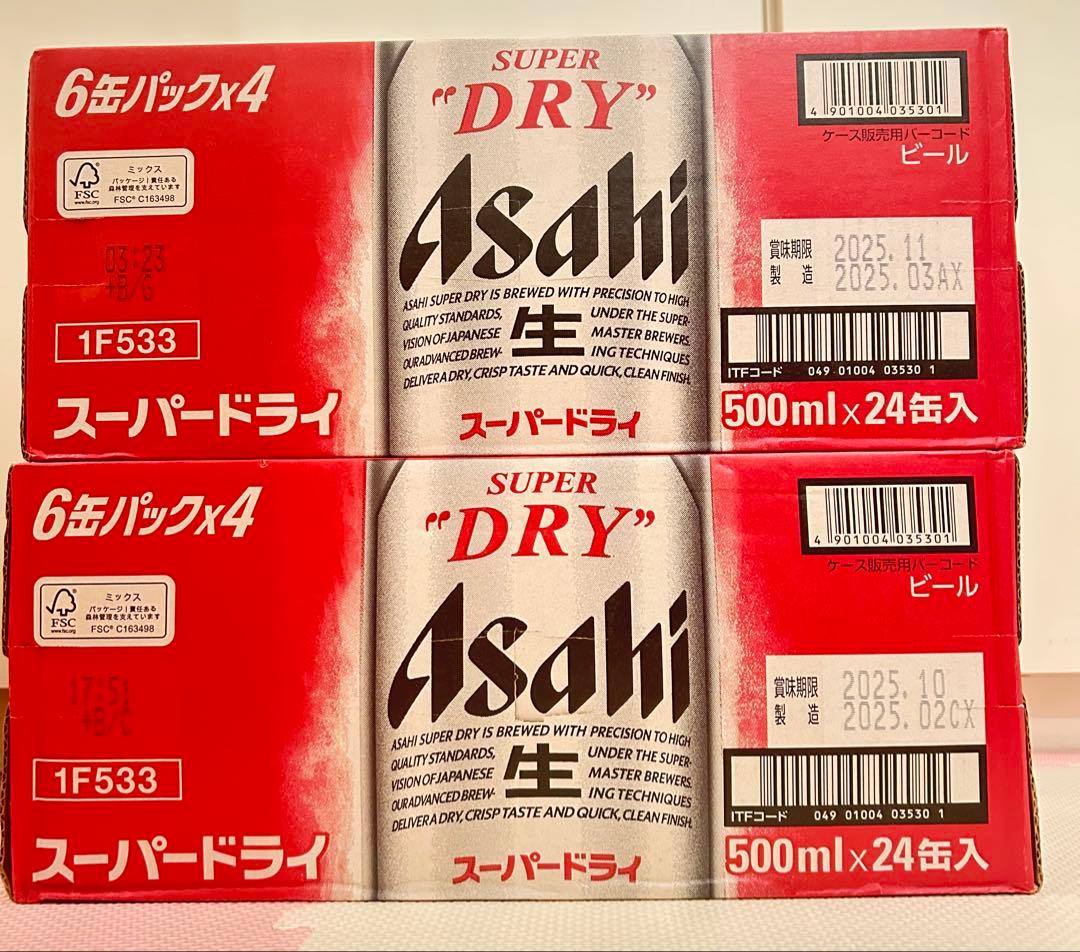 6缶パックx4
SUPER
"DRY"
Asahi
4 901004 035301
ケース販売用バーコード
ビール
FSC
www.fsc.org
ミックス
パッケージ | 責任ある
森林管理を支えています
FSC® C163498
03:23
+B/G
賞味期限 2025.11
製造 2025.03AX
ASAHI SUPER DRY IS BREWED WITH PRECISION TO HIGH
QUALITY STANDARDS, UNDER THE SUPER-
VISION OF JAPANESE MASTER BREWERS.
OUR ADVANCED BREW- ING TECHNIQUES
DELIVER A DRY, CRISP TASTE AND QUICK, CLEAN FINISH.
生
1F533
ITFコード 049 01004 03530 1
スーパードライ
スーパードライ
500ml×24缶入
6缶パックx4
SUPER
"DRY"
Asahi
4 901004 035301
ケース販売用バーコード
ビール
FSC
www.fsc.org
ミックス
パッケージ | 責任ある
森林管理を支えています
FSC® C163498
17:51
+B/C
賞味期限 2025.10
製造 2025.02CX
ASAHI SUPER DRY IS BREWED WITH PRECISION TO HIGH
QUALITY STANDARDS, UNDER THE SUPER-
VISION OF JAPANESE MASTER BREWERS.
OUR ADVANCED BREW- ING TECHNIQUES
DELIVER A DRY, CRISP TASTE AND QUICK, CLEAN FINISH.
生
1F533
ITFコード 049 01004 03530 1
スーパードライ
スーパードライ
500ml×24缶入